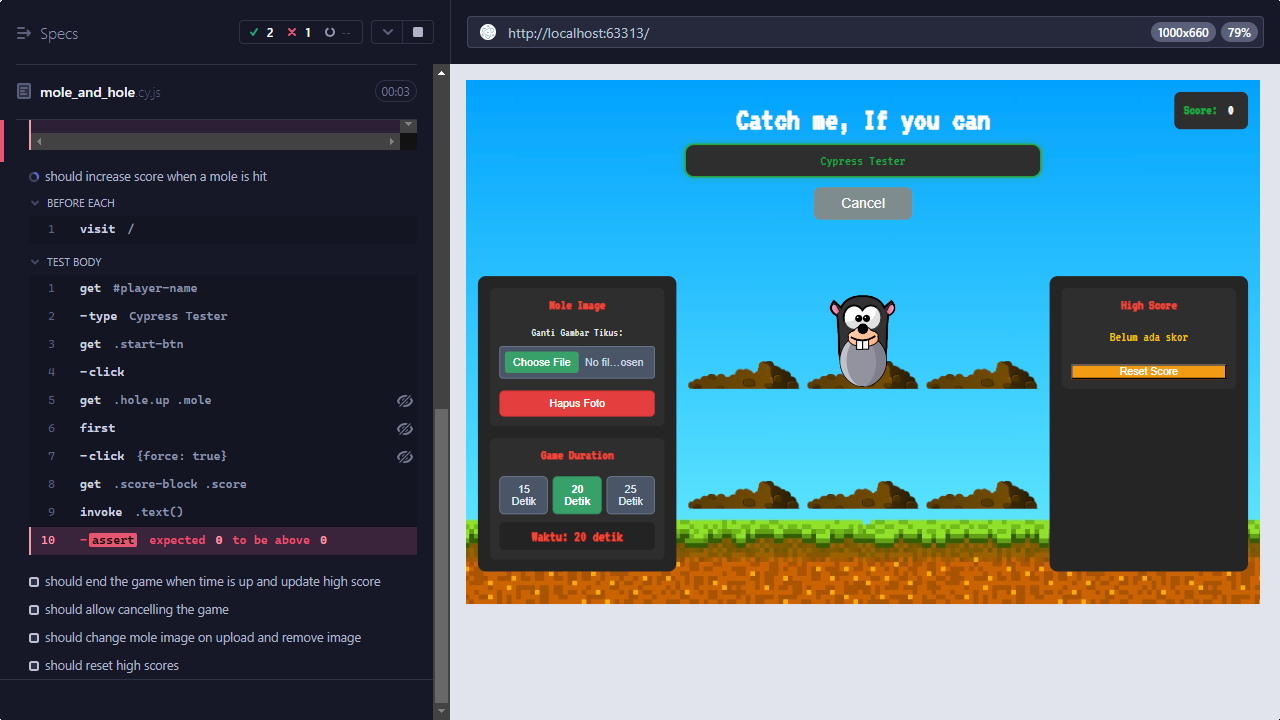 Specs
2
1
--
mole_and_hole.cy.js
00:03
should increase score when a mole is hit
BEFORE EACH
1 visit /
TEST BODY
1 get #player-name
2 -type Cypress Tester
3 get .start-btn
4 -click
5 get .hole.up .mole
6 first
7 -click {force: true}
8 get .score-block .score
9 invoke .text()
10 -assert expected 0 to be above 0
should end the game when time is up and update high score
should allow cancelling the game
should change mole image on upload and remove image
should reset high scores
http://localhost:63313/
1000x660
79%
Score: 0
Catch me, If you can
Cypress Tester
Cancel
Mole Image
Ganti Gambar Tikus:
Choose File No fil...osen
Hapus Foto
Game Duration
15 Detik
20 Detik
25 Detik
Waktu: 20 detik
High Score
Belum ada skor
Reset Score